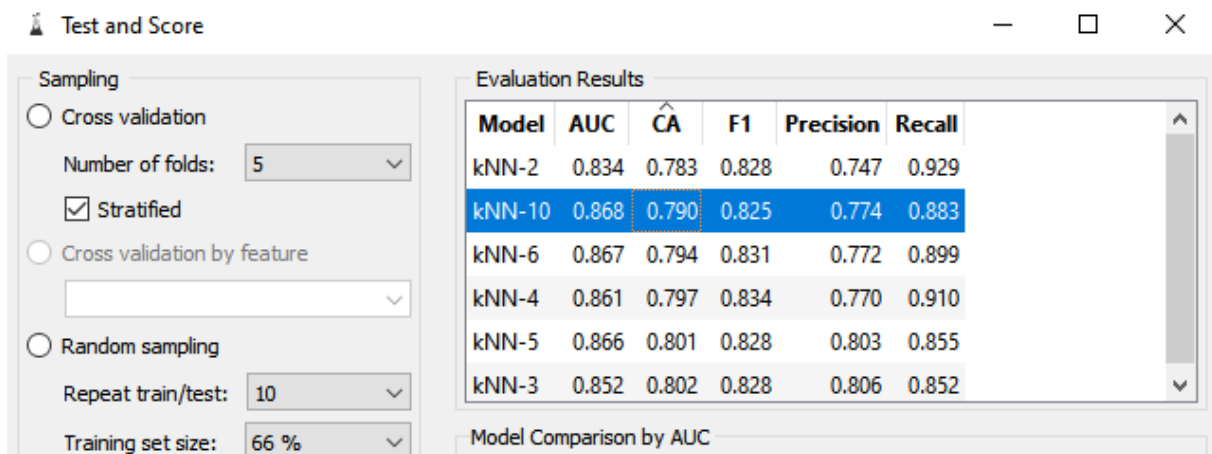 Test and Score
Sampling
Cross validation
Number of folds: 5
Stratified
Cross validation by feature
Random sampling
Repeat train/test: 10
Training set size: 66 %
Evaluation Results
Model AUC CA F1 Precision Recall
kNN-2 0.834 0.783 0.828 0.747 0.929
kNN-10 0.868 0.790 0.825 0.774 0.883
kNN-6 0.867 0.794 0.831 0.772 0.899
kNN-4 0.861 0.797 0.834 0.770 0.910
kNN-5 0.866 0.801 0.828 0.803 0.855
kNN-3 0.852 0.802 0.828 0.806 0.852
Model Comparison by AUC